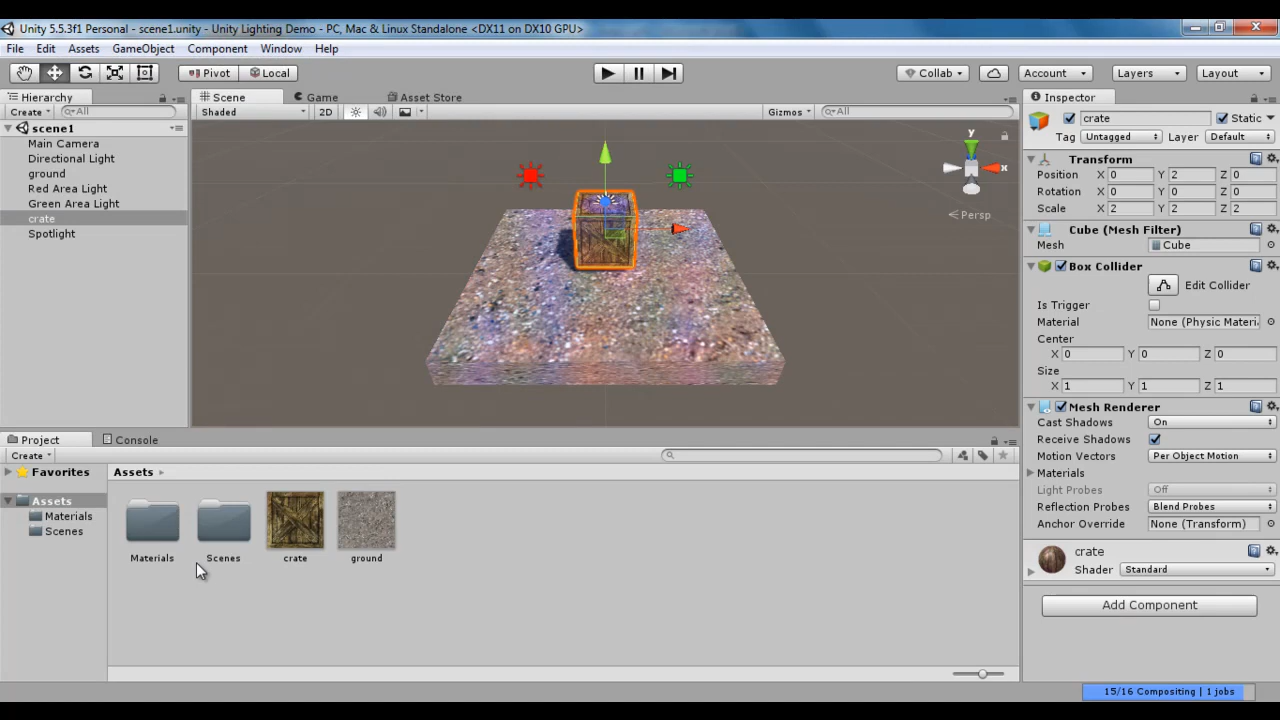 Unity 5.5.3f1 Personal - scene1.unity - Unity Lighting Demo - PC, Mac & Linux Standalone <DX11 on DX10 GPU>
File Edit Assets GameObject Component Window Help
Pivot Local Collab Account Layers Layout
Hierarchy
Create All
scene1
Main Camera
Directional Light
ground
Red Area Light
Green Area Light
crate
Spotlight
Scene Game Asset Store
Shaded 2D Gizmos All
y
x
Persp
Inspector
crate Static
Tag Untagged Layer Default
Transform
Position X 0 Y 2 Z 0
Rotation X 0 Y 0 Z 0
Scale X 2 Y 2 Z 2
Cube (Mesh Filter)
Mesh Cube
Box Collider
Edit Collider
Is Trigger
Material None (Physic Materi
Center
X 0 Y 0 Z 0
Size
X 1 Y 1 Z 1
Mesh Renderer
Cast Shadows On
Receive Shadows
Motion Vectors Per Object Motion
Materials
Light Probes Off
Reflection Probes Blend Probes
Anchor Override None (Transform)
crate
Shader Standard
Add Component
Project Console
Create
Favorites
Assets
Materials
Scenes
Assets
Materials Scenes crate ground
15/16 Compositing | 1 jobs